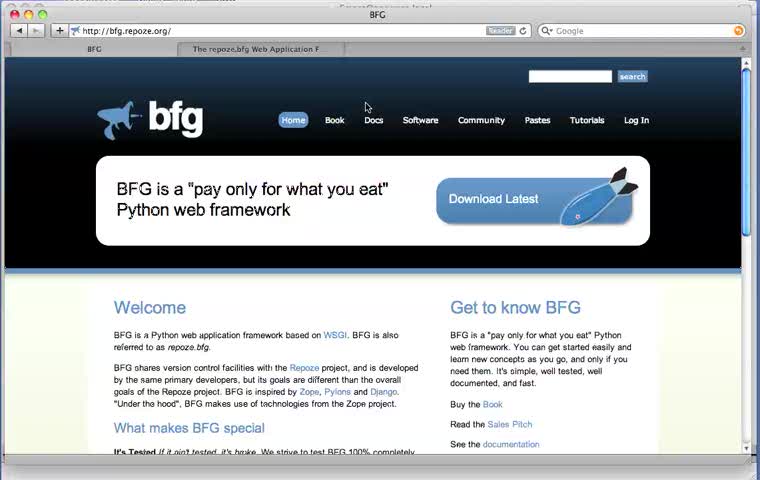 BFG
http://bfg.repoze.org/
Reader
Google
BFG
The repoze.bfg Web Application F...
search
bfg
Home Book Docs Software Community Pastes Tutorials Log In
BFG is a "pay only for what you eat"
Python web framework
Download Latest
Welcome
BFG is a Python web application framework based on WSGI. BFG is also
referred to as repoze.bfg.
BFG shares version control facilities with the Repoze project, and is developed
by the same primary developers, but its goals are different than the overall
goals of the Repoze project. BFG is inspired by Zope, Pylons and Django.
"Under the hood", BFG makes use of technologies from the Zope project.
What makes BFG special
It's Tested If it ain't tested, it's broke. We strive to test BFG 100% completely
Get to know BFG
BFG is a "pay only for what you eat" Python
web framework. You can get started easily and
learn new concepts as you go, and only if you
need them. It's simple, well tested, well
documented, and fast.
Buy the Book
Read the Sales Pitch
See the documentation